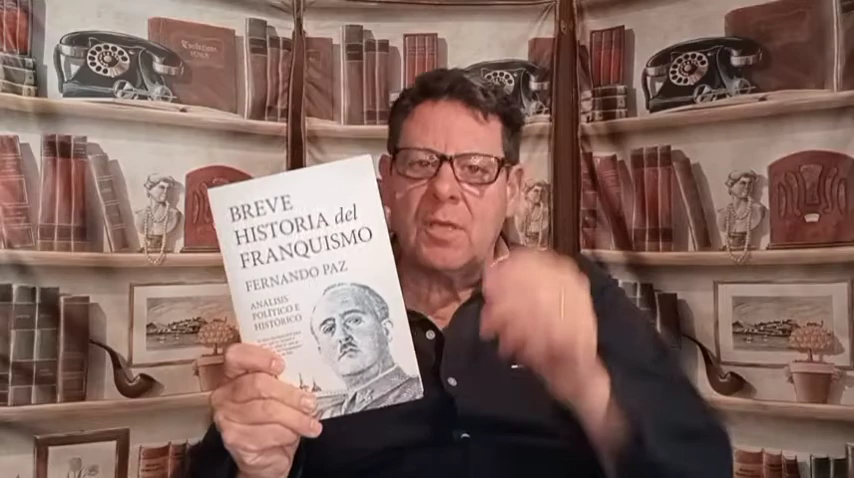 BREVE
HISTORIA del
FRANQUISMO
FERNANDO PAZ
ANÁLISIS
POLÍTICO E
HISTÓRICO